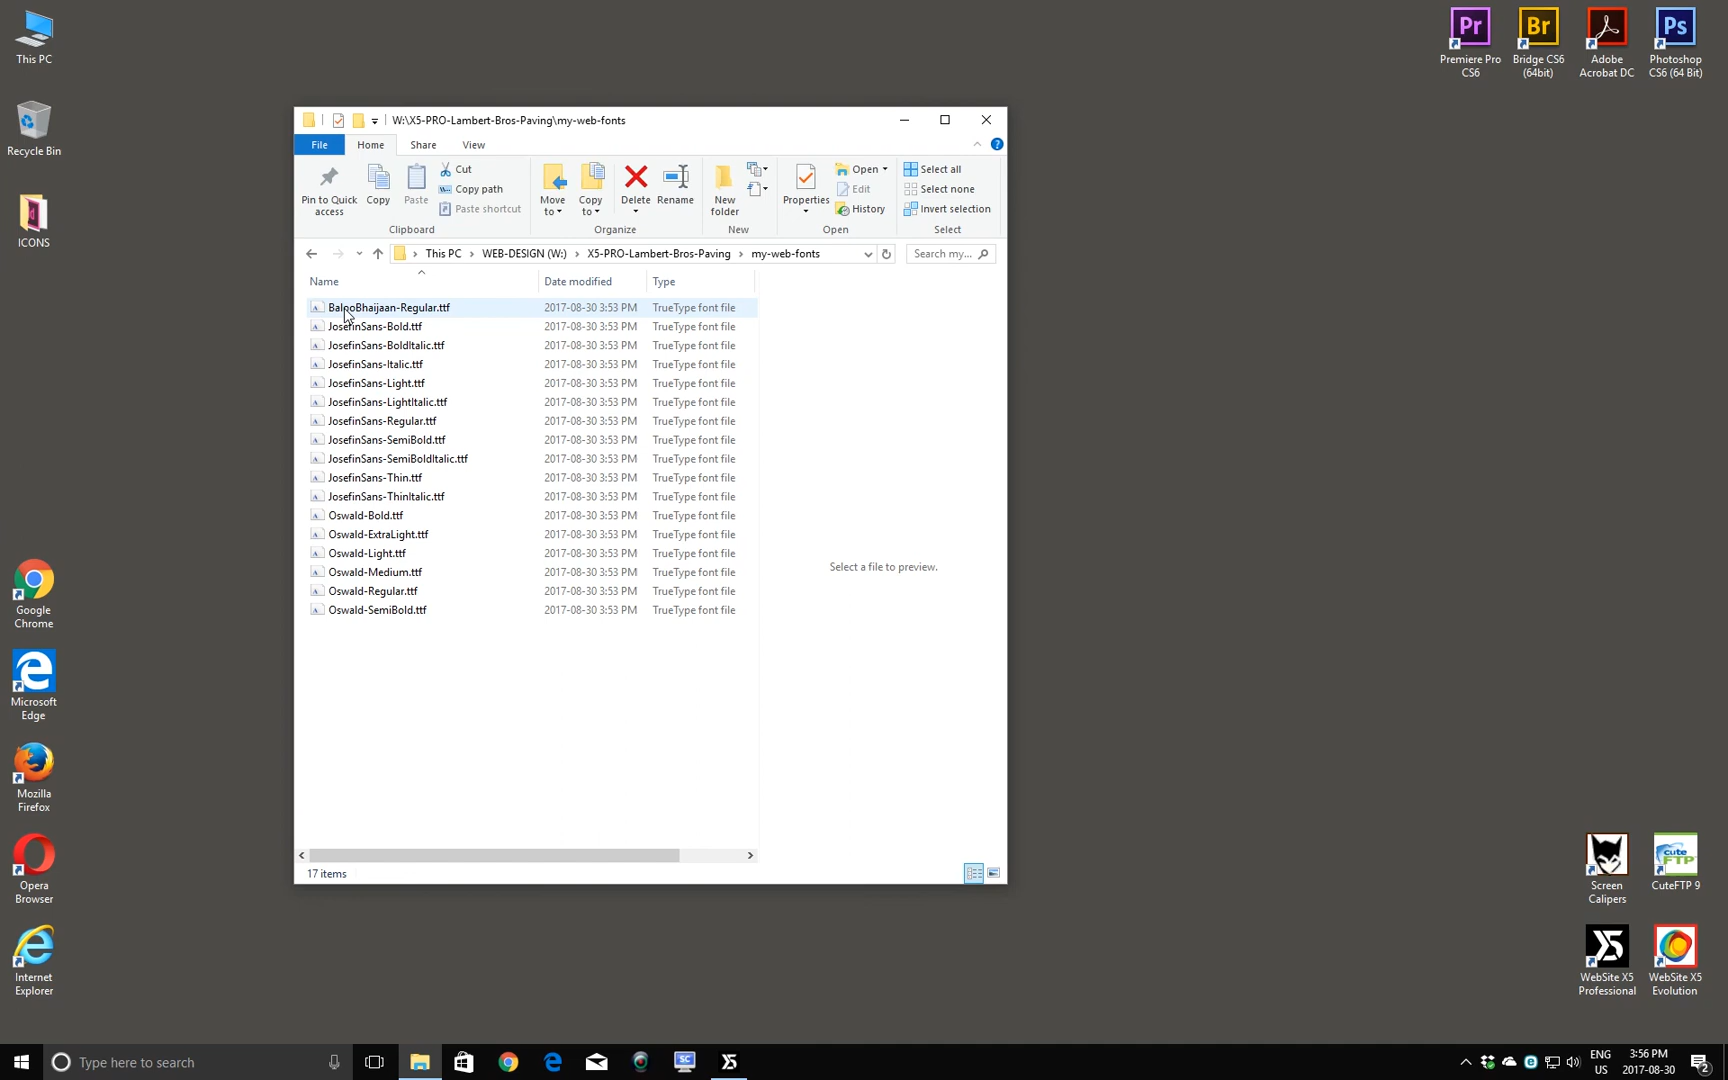 This PC
Recycle Bin
ICONS
Google
Chrome
Microsoft
Edge
Mozilla
Firefox
Opera
Browser
Internet
Explorer
Pr
Premiere Pro
CS6
Br
Bridge CS6
(64bit)
Adobe
Acrobat DC
Ps
Photoshop
CS6 (64 Bit)
W:\X5-PRO-Lambert-Bros-Paving\my-web-fonts
File Home Share View
Pin to Quick
access
Copy
Paste
Cut
Copy path
Paste shortcut
Clipboard
Move
to
Copy
to
Delete
Rename
Organize
New
folder
New
Properties
Open
Edit
History
Open
Select all
Select none
Invert selection
Select
This PC > WEB-DESIGN (W:) > X5-PRO-Lambert-Bros-Paving > my-web-fonts
Search my...
Name Date modified Type
BalooBhaijaan-Regular.ttf 2017-08-30 3:53 PM TrueType font file
JosefinSans-Bold.ttf 2017-08-30 3:53 PM TrueType font file
JosefinSans-BoldItalic.ttf 2017-08-30 3:53 PM TrueType font file
JosefinSans-Italic.ttf 2017-08-30 3:53 PM TrueType font file
JosefinSans-Light.ttf 2017-08-30 3:53 PM TrueType font file
JosefinSans-LightItalic.ttf 2017-08-30 3:53 PM TrueType font file
JosefinSans-Regular.ttf 2017-08-30 3:53 PM TrueType font file
JosefinSans-SemiBold.ttf 2017-08-30 3:53 PM TrueType font file
JosefinSans-SemiBoldItalic.ttf 2017-08-30 3:53 PM TrueType font file
JosefinSans-Thin.ttf 2017-08-30 3:53 PM TrueType font file
JosefinSans-ThinItalic.ttf 2017-08-30 3:53 PM TrueType font file
Oswald-Bold.ttf 2017-08-30 3:53 PM TrueType font file
Oswald-ExtraLight.ttf 2017-08-30 3:53 PM TrueType font file
Oswald-Light.ttf 2017-08-30 3:53 PM TrueType font file
Oswald-Medium.ttf 2017-08-30 3:53 PM TrueType font file
Oswald-Regular.ttf 2017-08-30 3:53 PM TrueType font file
Oswald-SemiBold.ttf 2017-08-30 3:53 PM TrueType font file
Select a file to preview.
17 items
Screen
Calipers
cute
FTP
CuteFTP 9
X5
WebSite X5
Professional
WebSite X5
Evolution
Type here to search
SC
X5
ENG
US
3:56 PM
2017-08-30
2